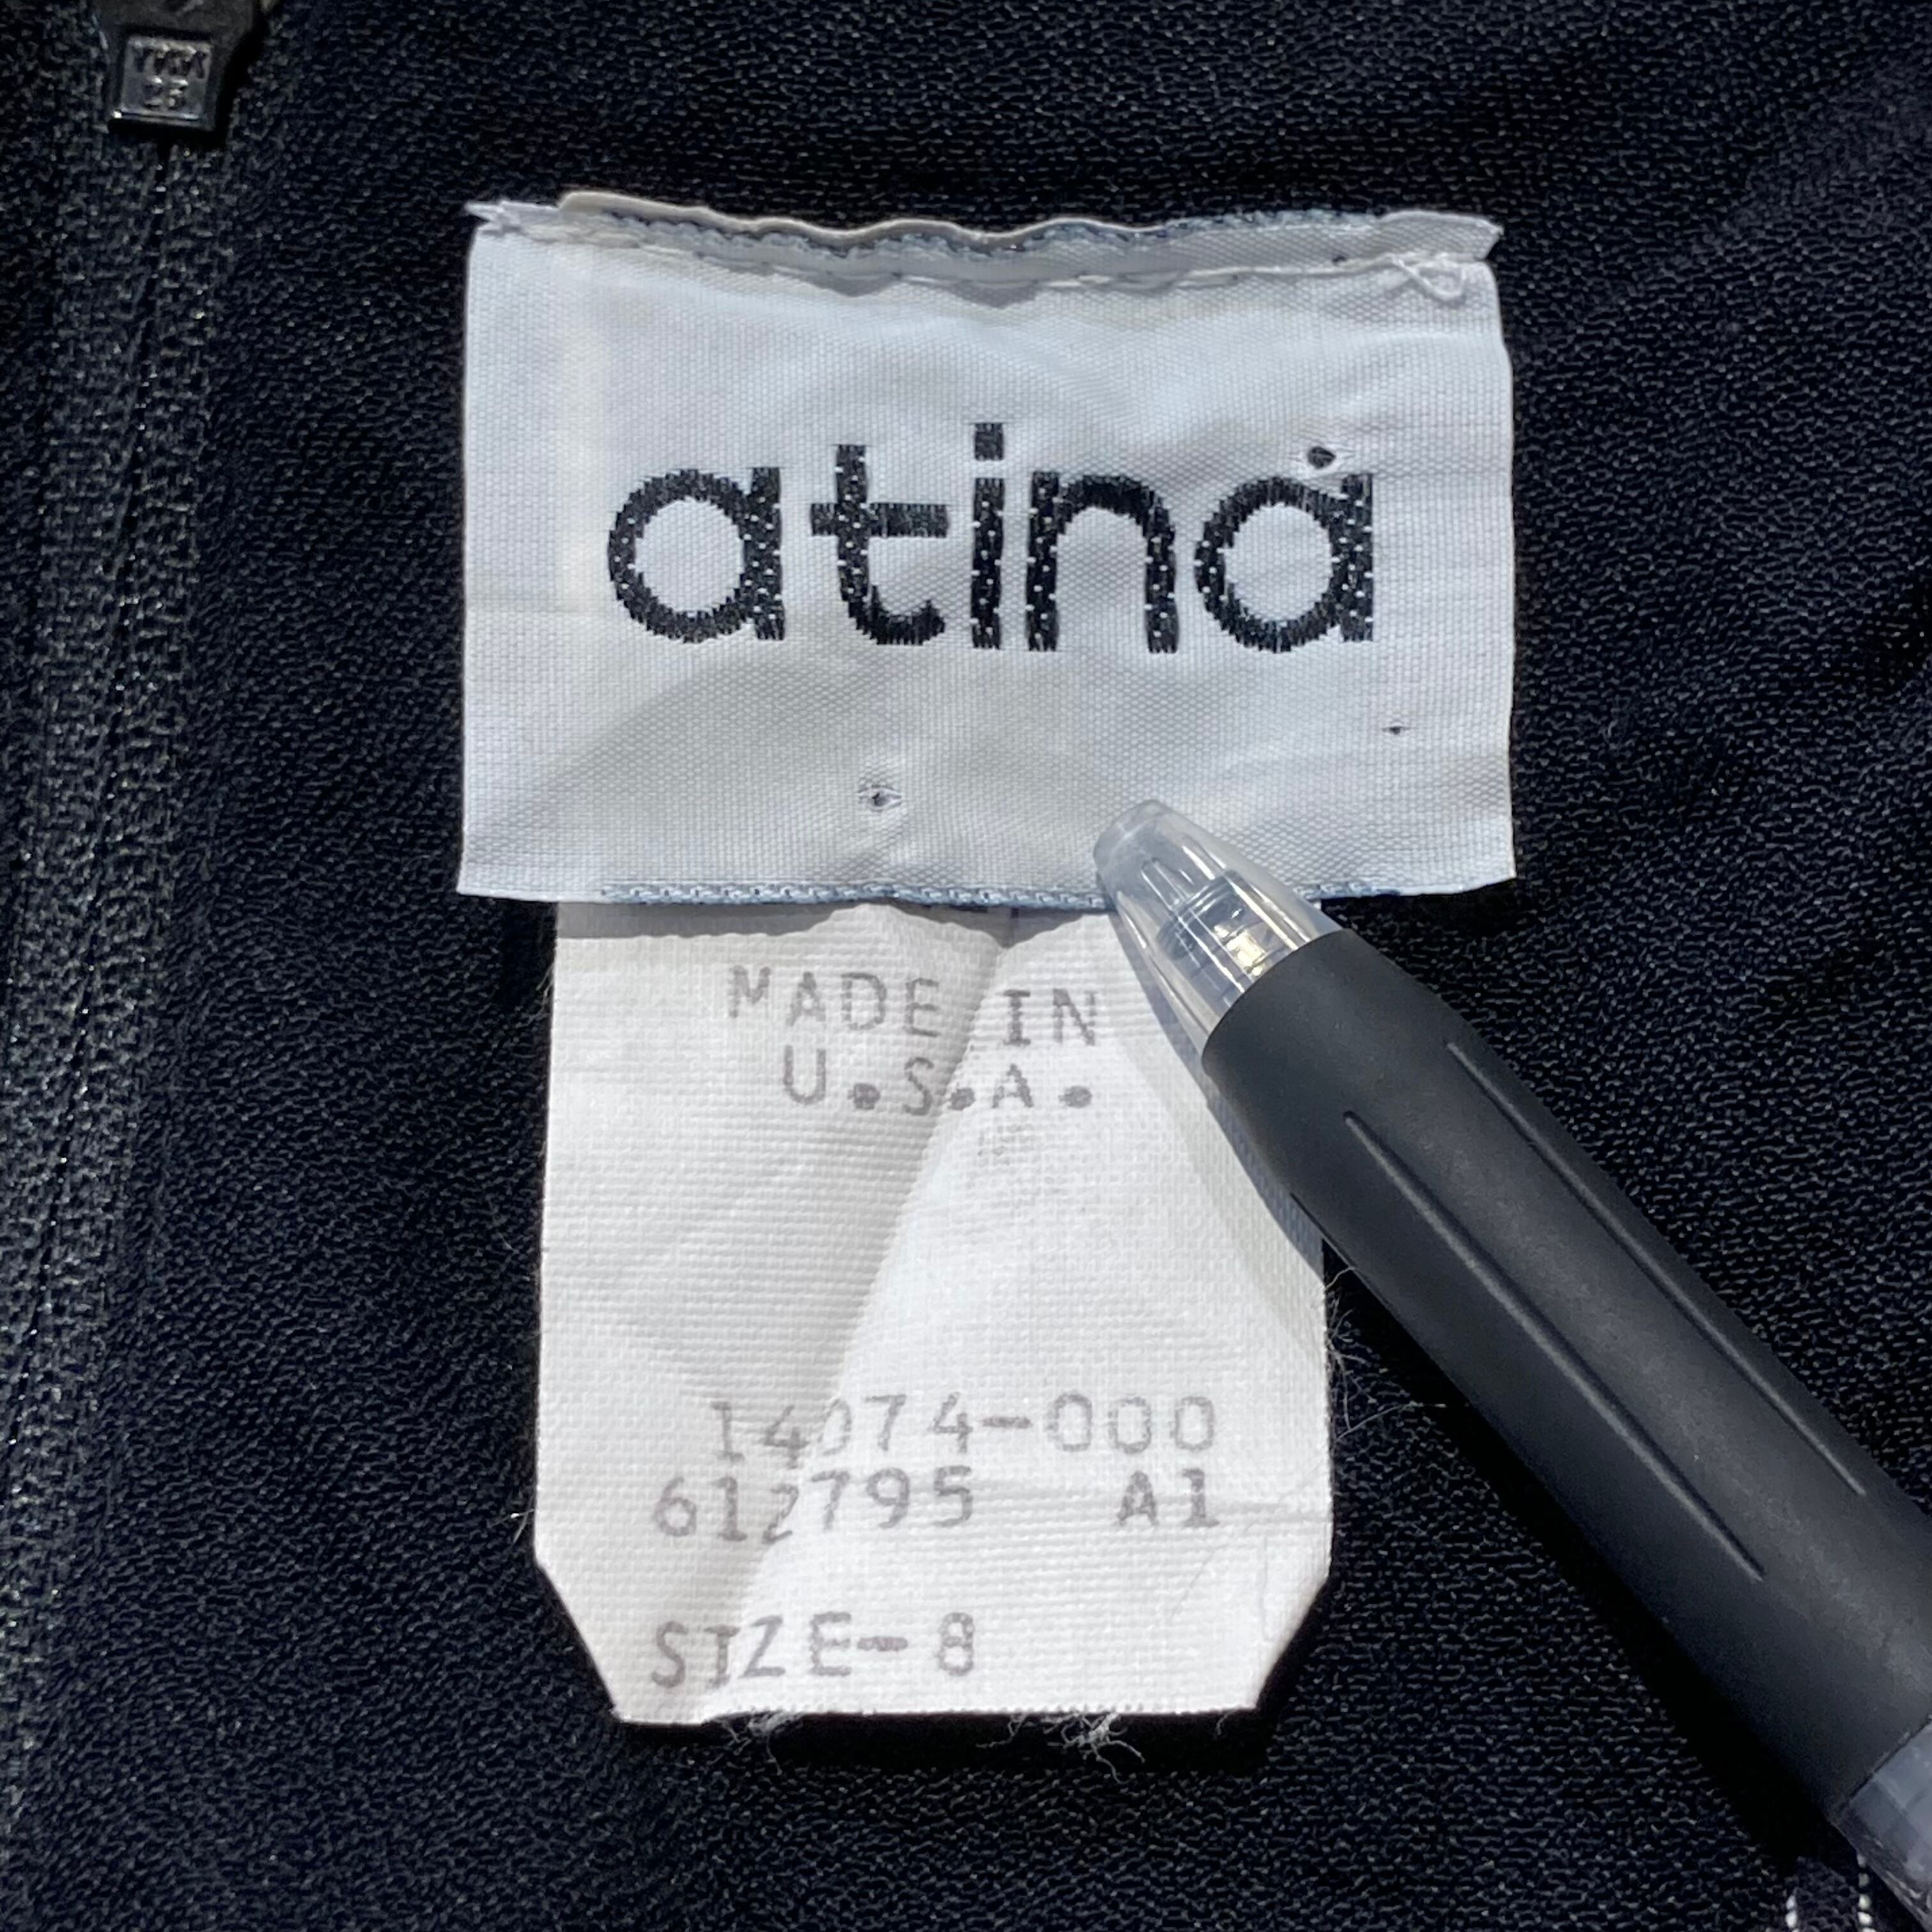 atina
MADE IN
U.S.A.
14074-000
612795 A1
SIZE-8